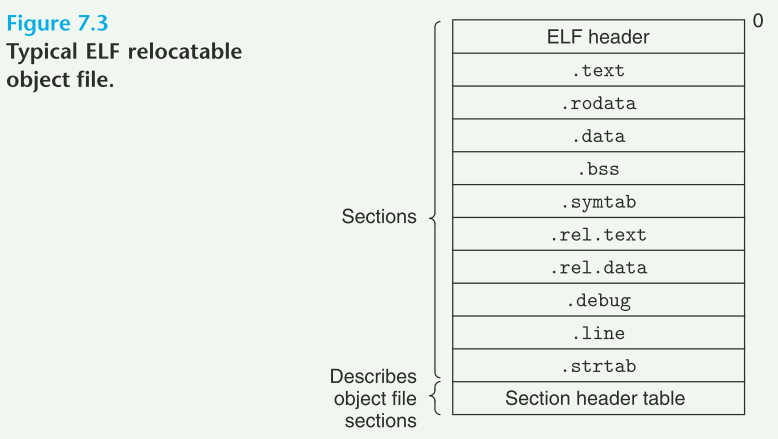 Figure 7.3
Typical ELF relocatable
object file.
0
ELF header
.text
.rodata
.data
.bss
.symtab
Sections
.rel.text
.rel.data
.debug
.line
.strtab
Describes
object file
sections
Section header table